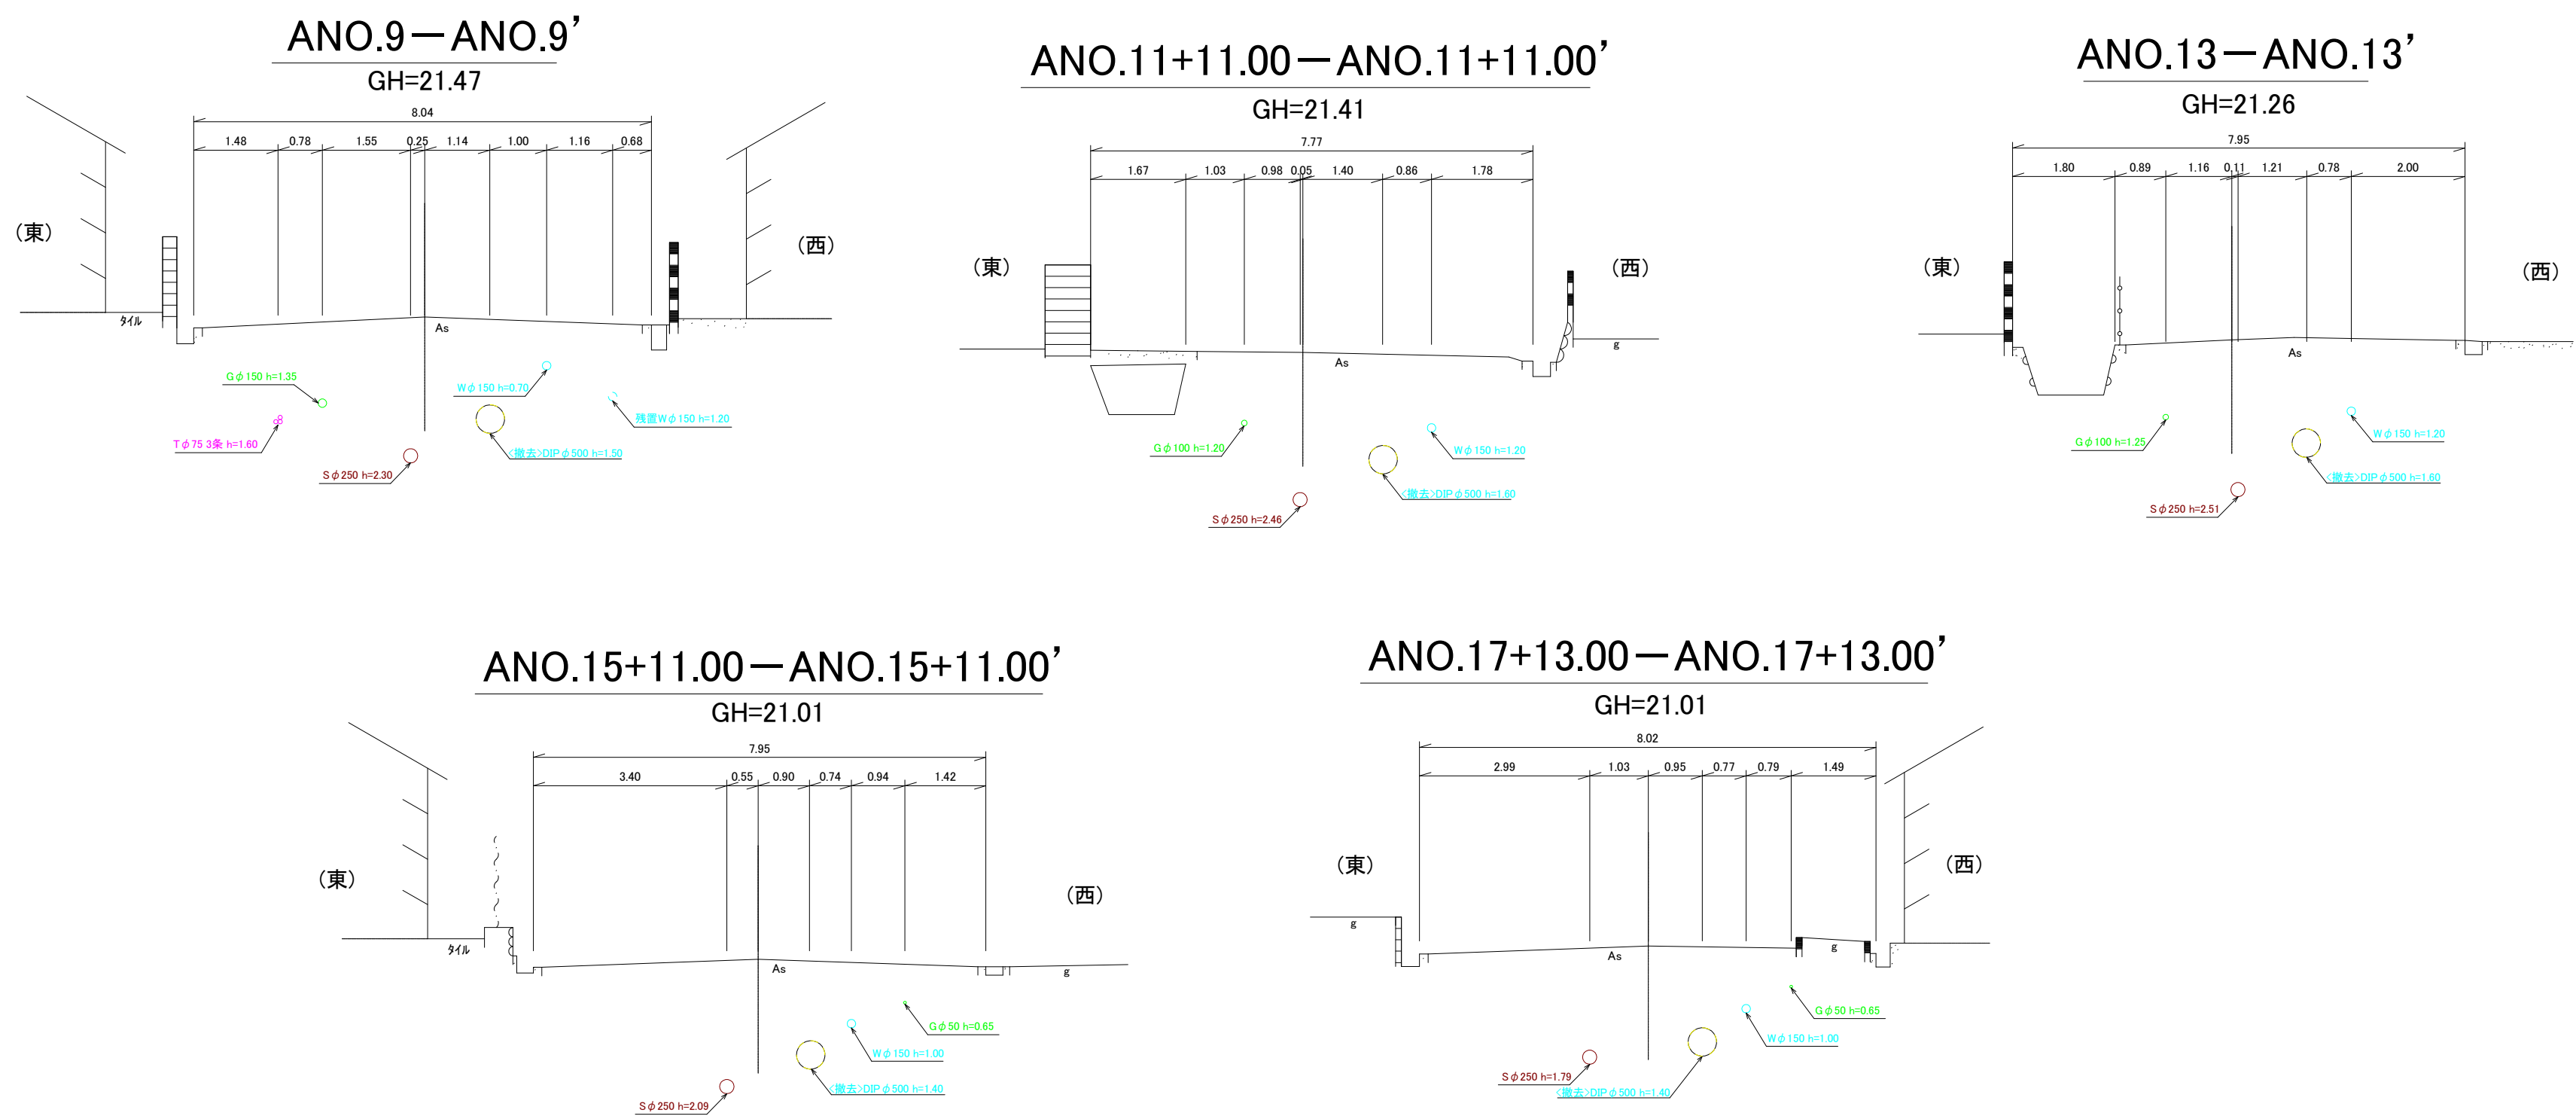 ANO.9－ANO.9’
GH=21.47
8.04
1.48 0.78 1.55 0.25 1.14 1.00 1.16 0.68
（東）
（西）
ﾀｲﾙ
As
Gφ150 h=1.35
Tφ75 3条 h=1.60
Sφ250 h=2.30
Wφ150 h=0.70
<撤去>DIPφ500 h=1.50
残置Wφ150 h=1.20
ANO.11+11.00－ANO.11+11.00’
GH=21.41
7.77
1.67 1.03 0.98 0.05 1.40 0.86 1.78
（東）
（西）
g
As
Gφ100 h=1.20
Wφ150 h=1.20
<撤去>DIPφ500 h=1.60
Sφ250 h=2.46
ANO.13－ANO.13’
GH=21.26
7.95
1.80 0.89 1.16 0.11 1.21 0.78 2.00
（東）
（西）
As
Gφ100 h=1.25
Wφ150 h=1.20
<撤去>DIPφ500 h=1.60
Sφ250 h=2.51
ANO.15+11.00－ANO.15+11.00’
GH=21.01
7.95
3.40 0.55 0.90 0.74 0.94 1.42
（東）
（西）
ﾀｲﾙ
As
g
Gφ50 h=0.65
Wφ150 h=1.00
<撤去>DIPφ500 h=1.40
Sφ250 h=2.09
ANO.17+13.00－ANO.17+13.00’
GH=21.01
8.02
2.99 1.03 0.95 0.77 0.79 1.49
（東）
（西）
g
As
g
Gφ50 h=0.65
Wφ150 h=1.00
Sφ250 h=1.79
<撤去>DIPφ500 h=1.40